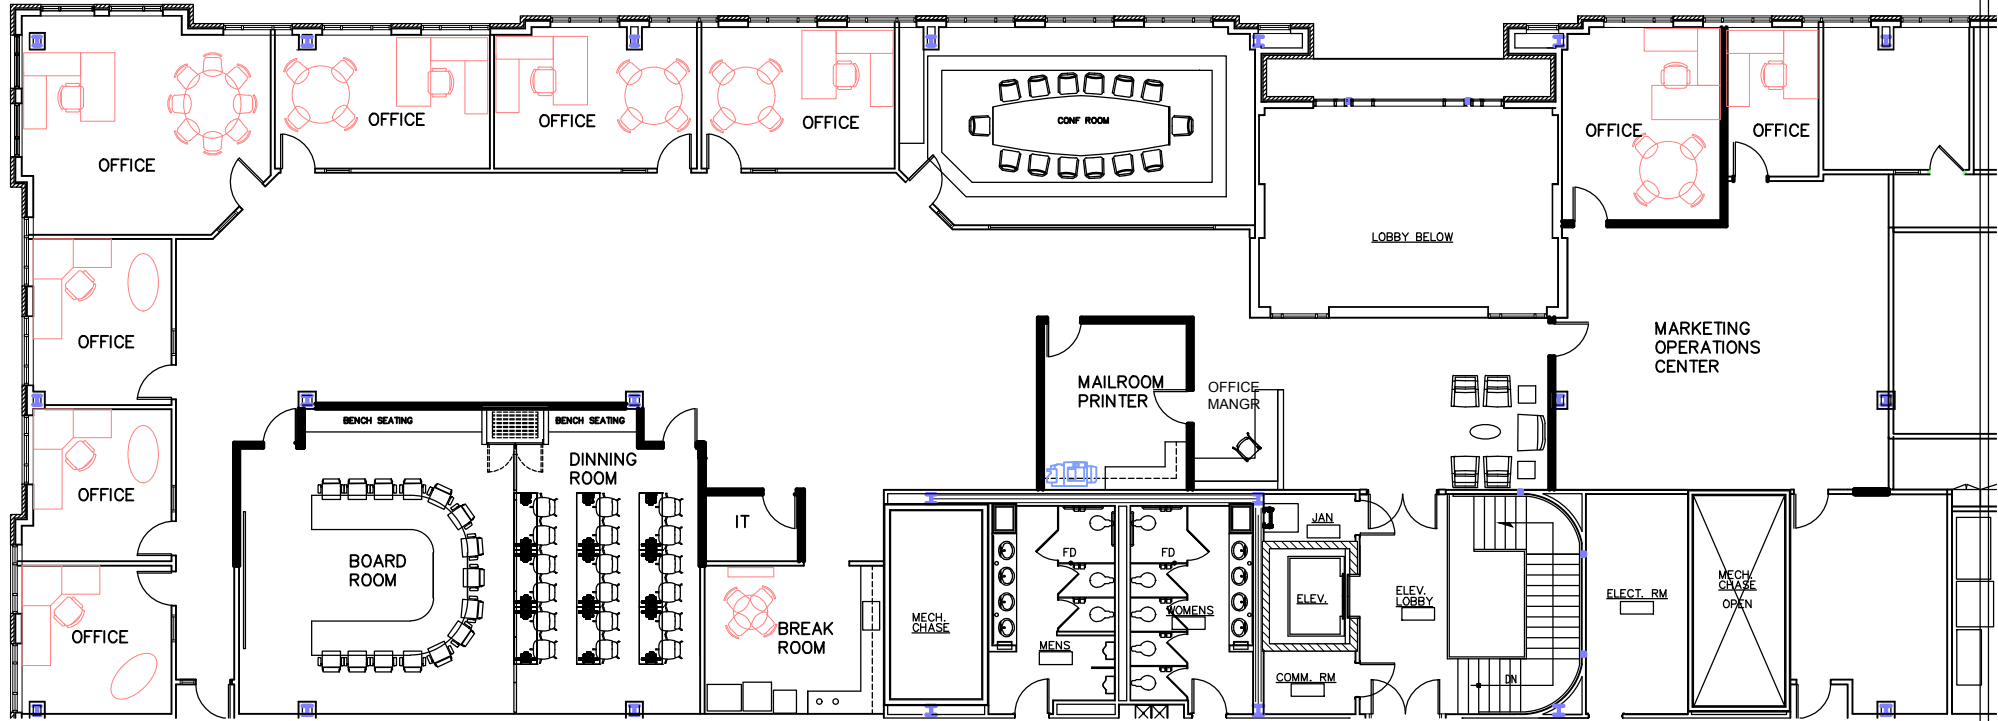 OFFICE
OFFICE
OFFICE
OFFICE
CONF ROOM
OFFICE
OFFICE
LOBBY BELOW
OFFICE
MARKETING
OPERATIONS
CENTER
MAILROOM
PRINTER
OFFICE
MANGR
BENCH SEATING
BENCH SEATING
DINNING
ROOM
OFFICE
IT
JAN
FD
FD
BOARD
ROOM
MECH.
CHASE
OPEN
ELECT. RM
ELEV.
ELEV.
LOBBY
MECH.
CHASE
WOMENS
OFFICE
BREAK
ROOM
MENS
COMM. RM
DN